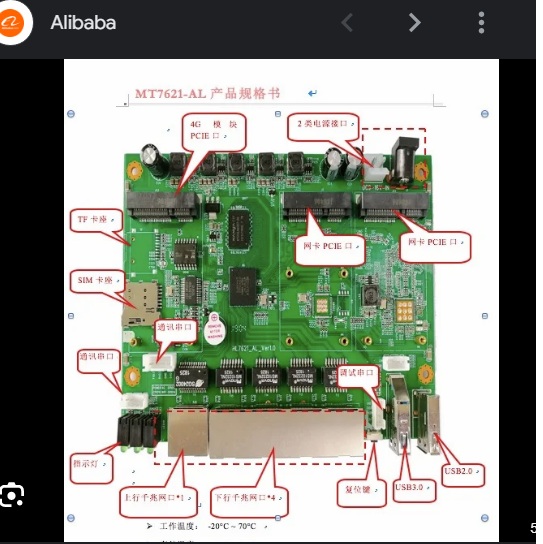 Alibaba
MT7621-AL 产品规格书
4G 模块
PCIE 口
2 类电源接口
TF 卡座
网卡 PCIE 口
网卡 PCIE 口
SIM 卡座
通讯串口
AL7621_AL_Ver1.0
通讯串口
调试串口
指示灯
上行千兆网口*1
下行千兆网口*4
复位键
USB3.0
USB2.0
➢ 工作温度： -20°C ~ 70°C